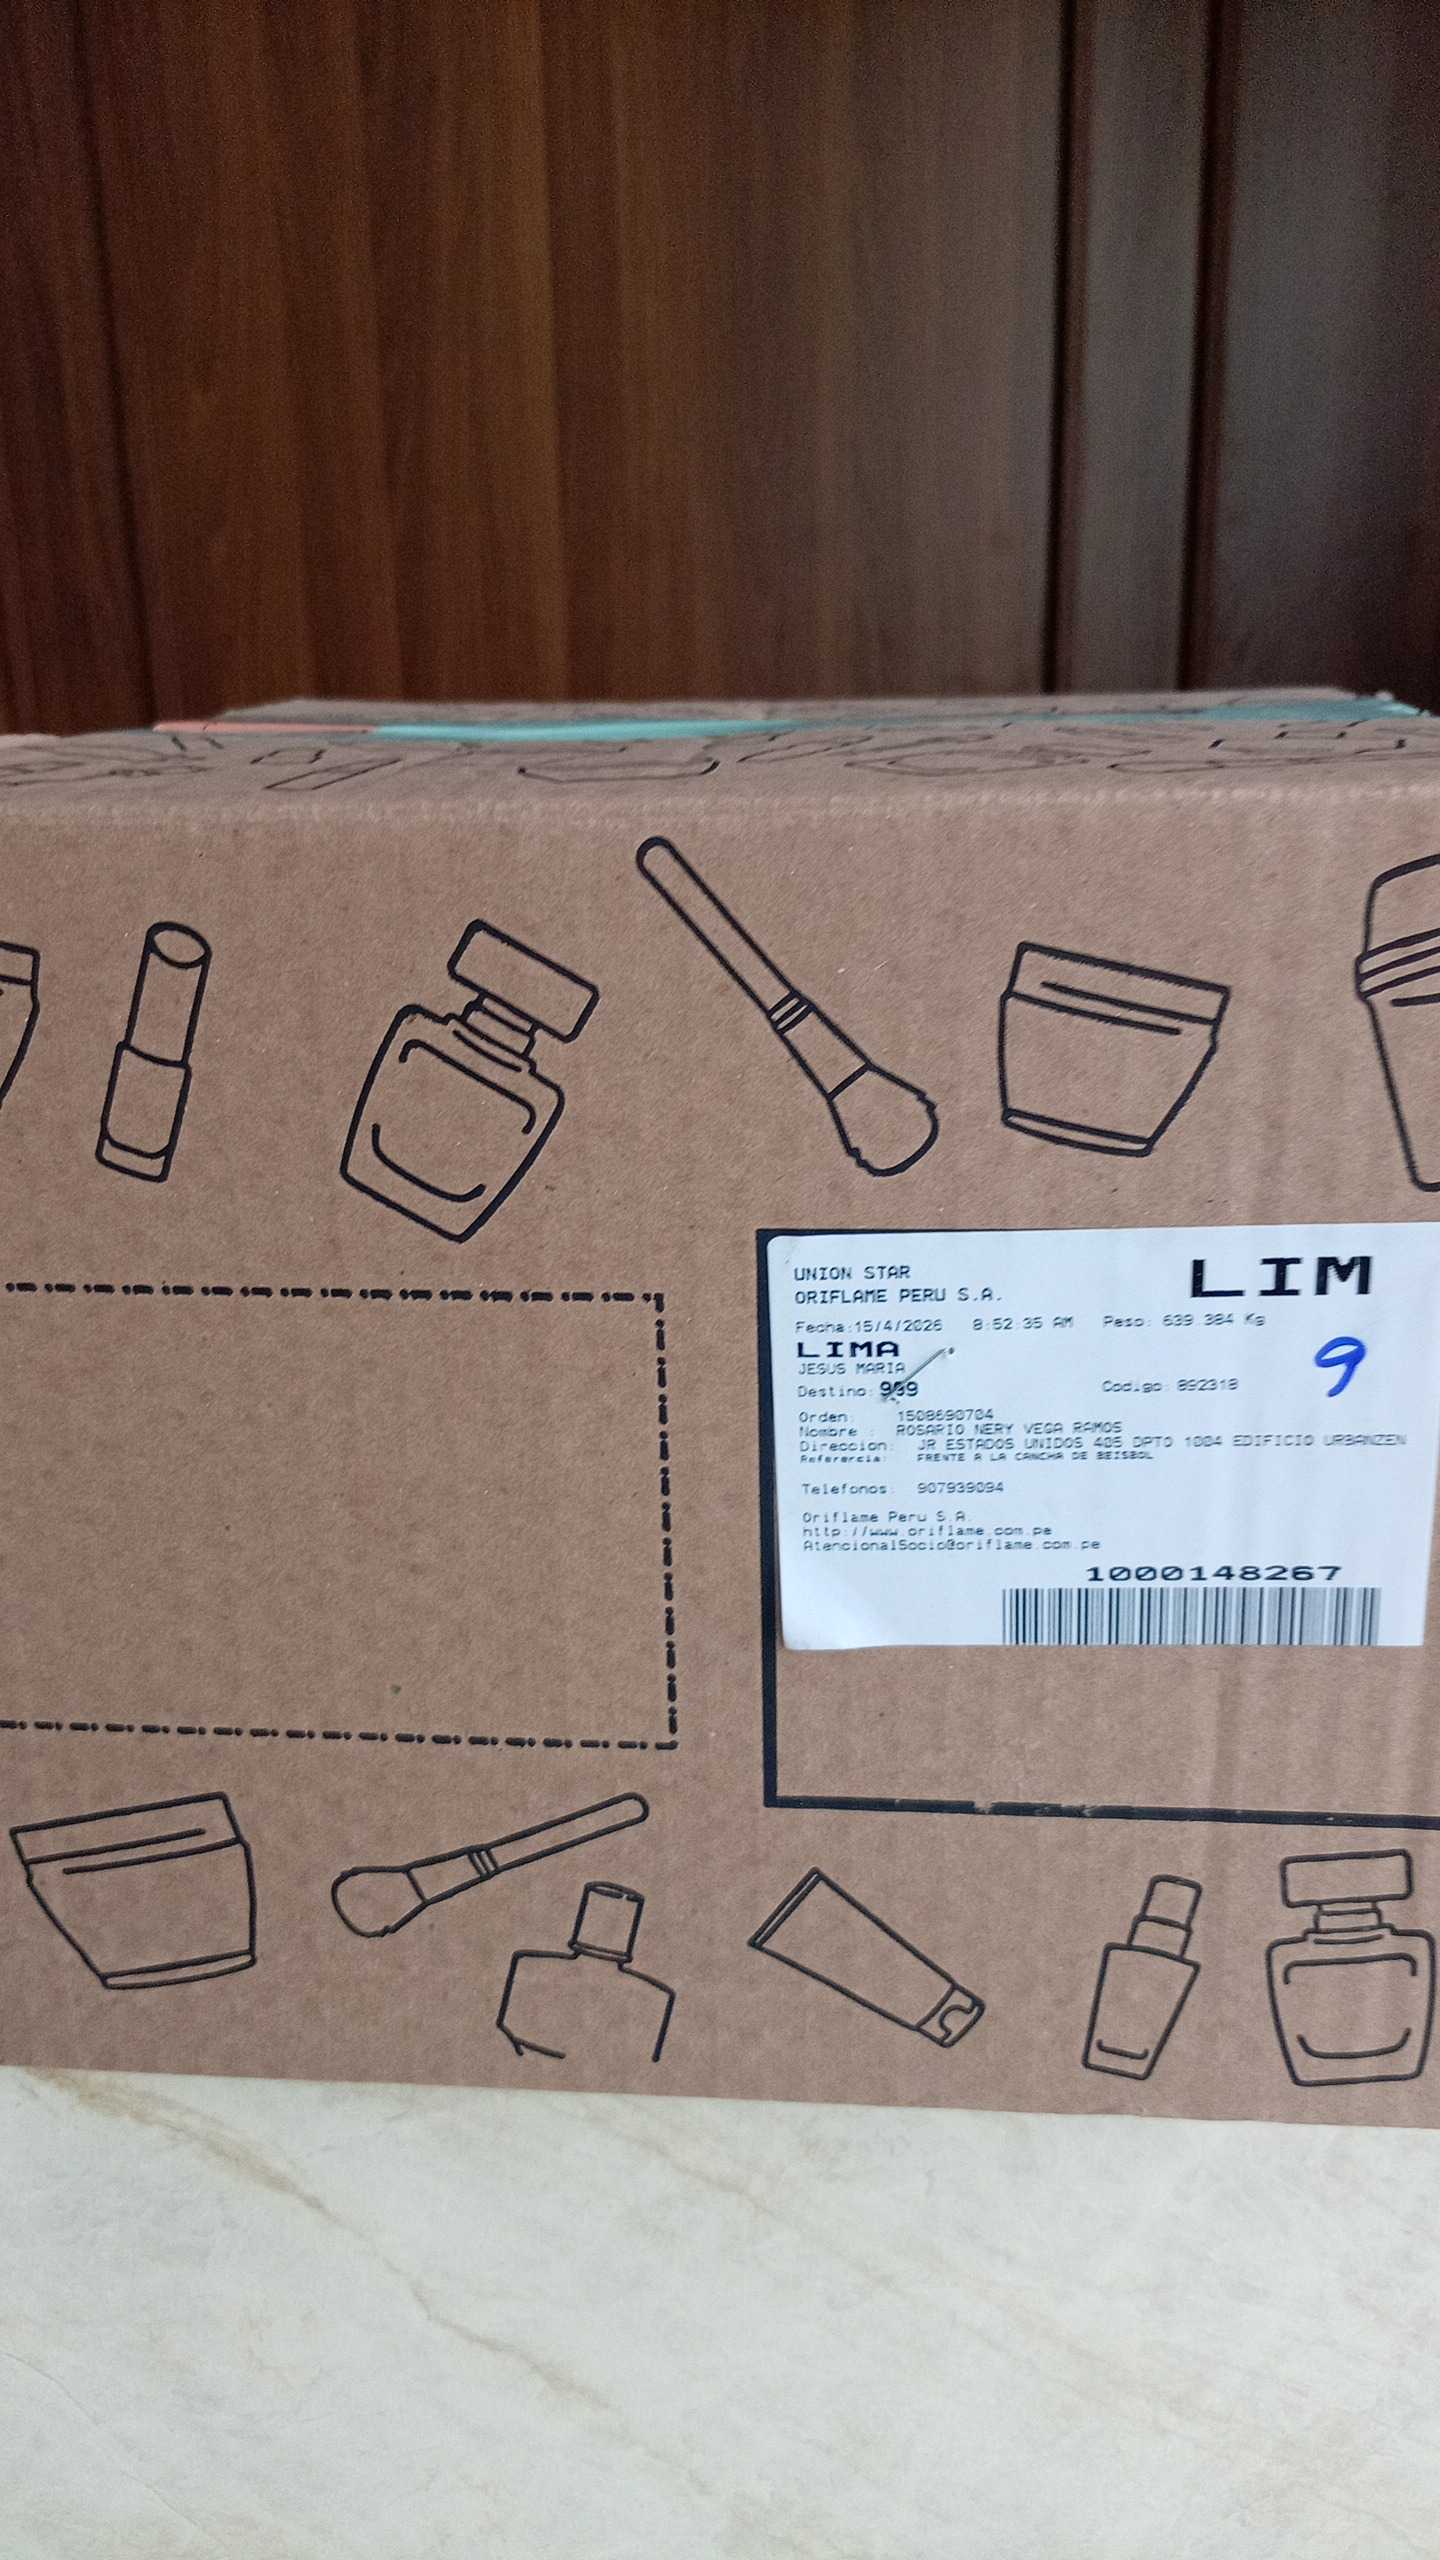 UNION STAR
LIM
ORIFLAME PERU S.A.
Fecha:15/4/2026 8:52:35 AM Peso: 639.384 Kg
LIMA
9
JESUS MARIA
Destino: 909 Codigo: 892318
Orden: 1508690704
Nombre : ROSARIO NERY VEGA RAMOS
Direccion: JR ESTADOS UNIDOS 405 DPTO 1004 EDIFICIO URBANZEN
Referencia: FRENTE A LA CANCHA DE BEISBOL
Telefonos: 907939094
Oriflame Peru S.A.
http://www.oriflame.com.pe
AtencionalSocio@oriflame.com.pe
1000148267